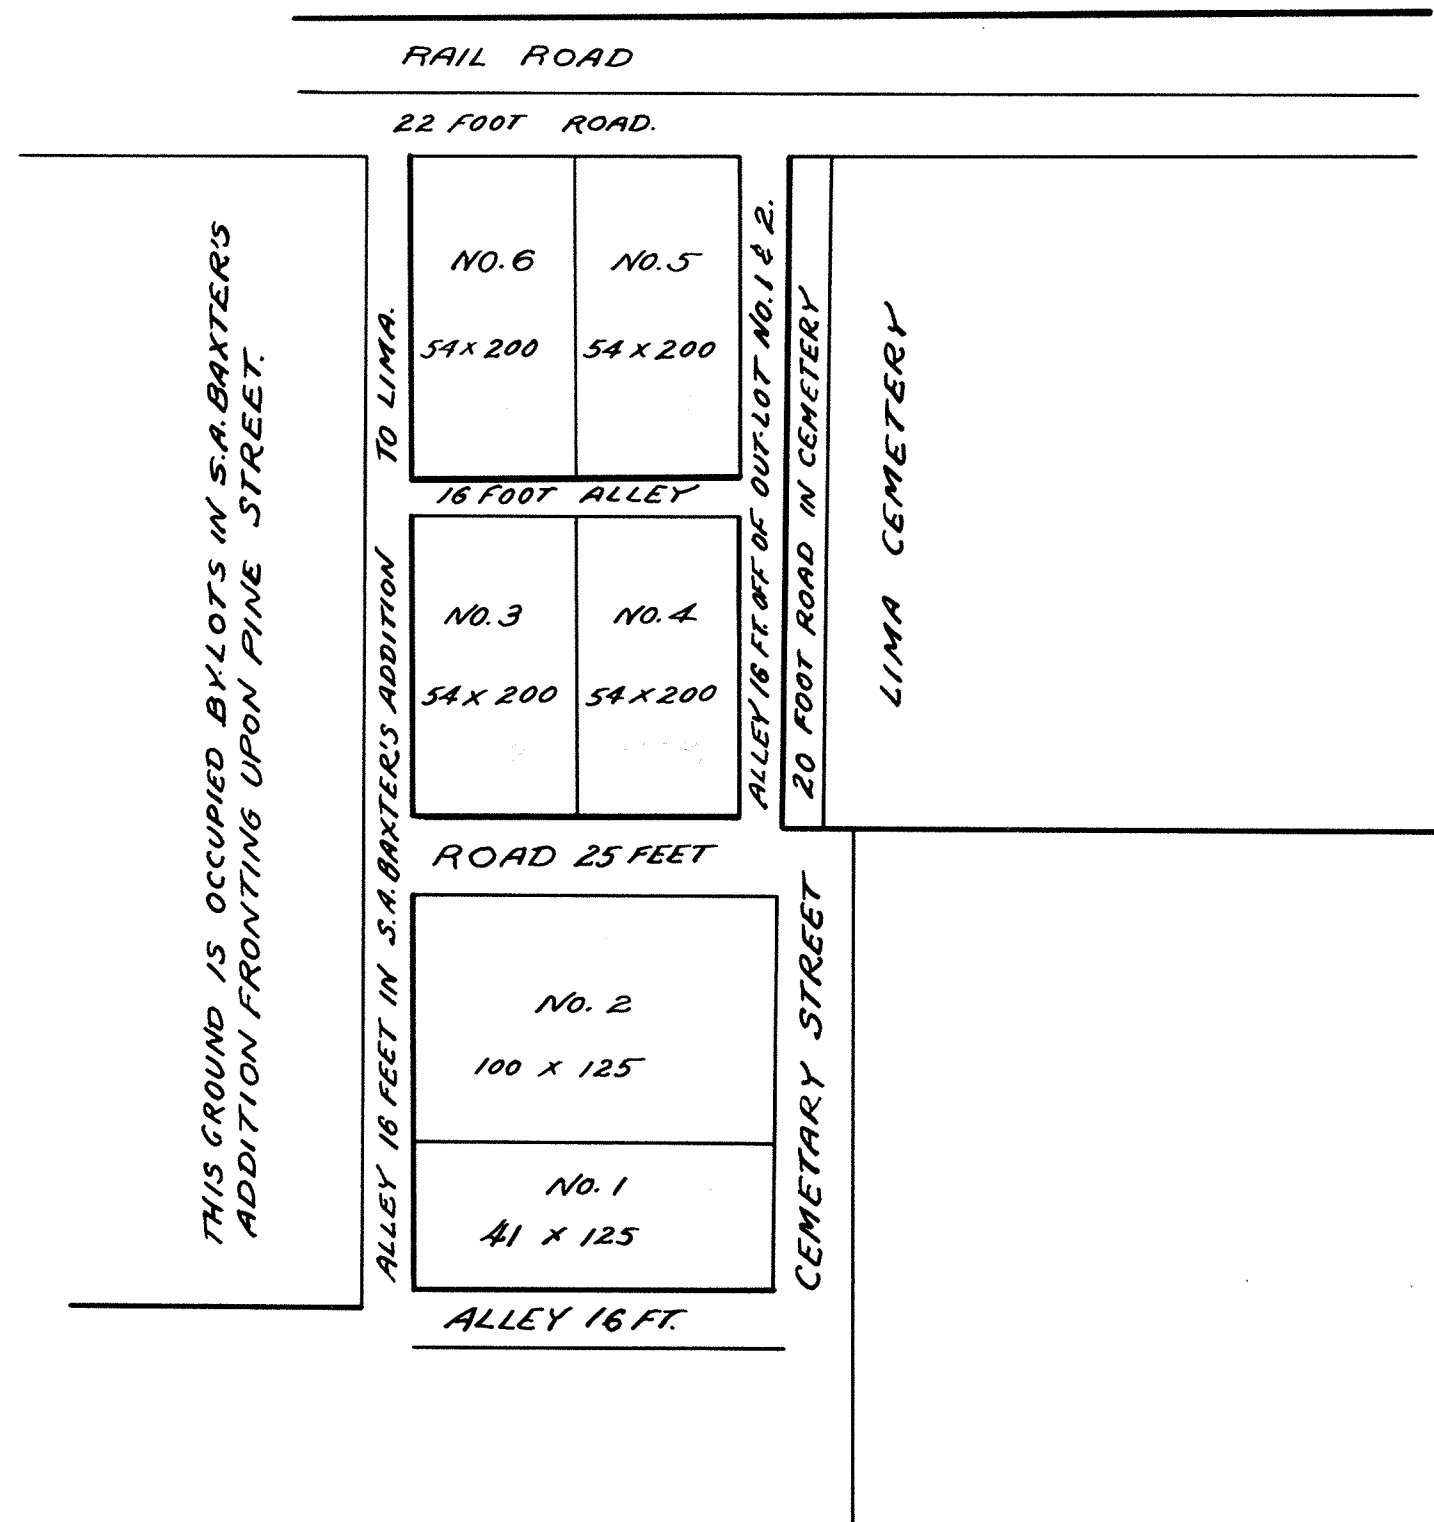 RAIL ROAD
22 FOOT ROAD.
THIS GROUND IS OCCUPIED BY LOTS IN S.A. BAXTER'S
ADDITION FRONTING UPON PINE STREET.
ALLEY 16 FEET IN S.A. BAXTER'S ADDITION TO LIMA.
NO. 6
54 x 200
NO. 5
54 x 200
16 FOOT ALLEY
NO. 3
54 x 200
NO. 4
54 x 200
ALLEY 16 FT. OFF OF OUT-LOT NO. 1 & 2.
20 FOOT ROAD IN CEMETERY
LIMA CEMETERY
ROAD 25 FEET
NO. 2
100 x 125
NO. 1
41 x 125
CEMETARY STREET
ALLEY 16 FT.